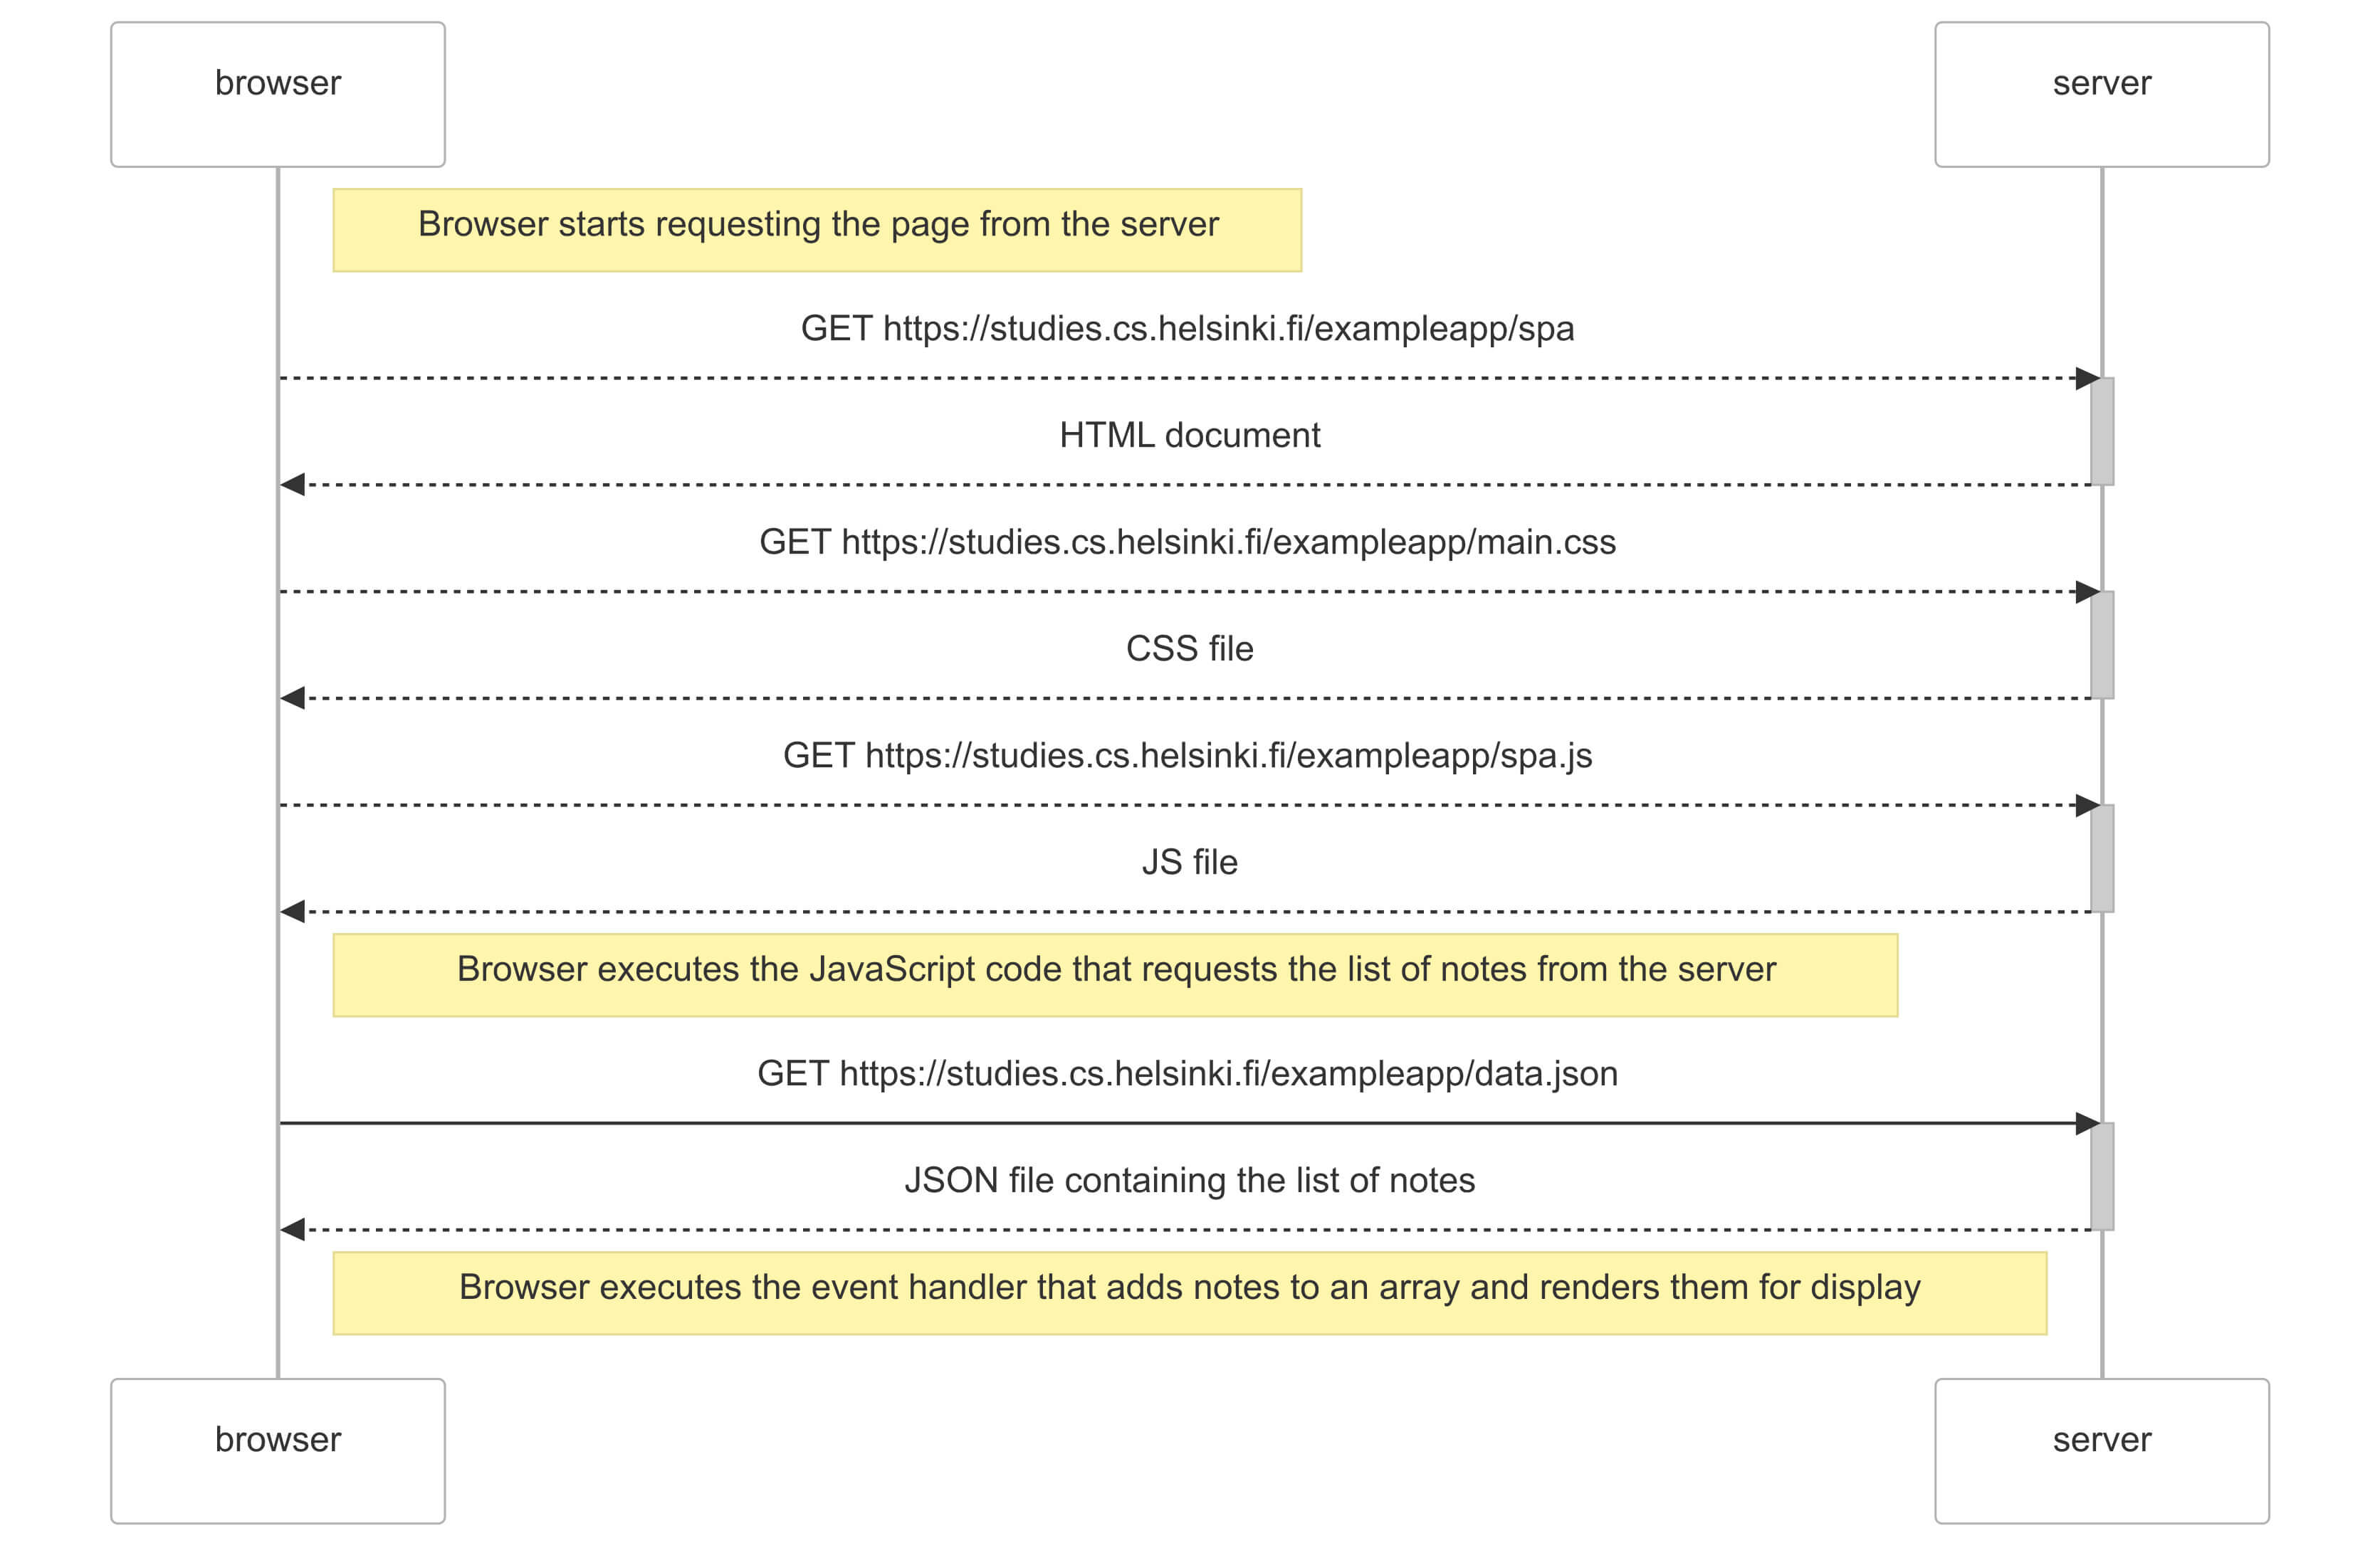 browser
server
Browser starts requesting the page from the server
GET https://studies.cs.helsinki.fi/exampleapp/spa
HTML document
GET https://studies.cs.helsinki.fi/exampleapp/main.css
CSS file
GET https://studies.cs.helsinki.fi/exampleapp/spa.js
JS file
Browser executes the JavaScript code that requests the list of notes from the server
GET https://studies.cs.helsinki.fi/exampleapp/data.json
JSON file containing the list of notes
Browser executes the event handler that adds notes to an array and renders them for display
browser
server